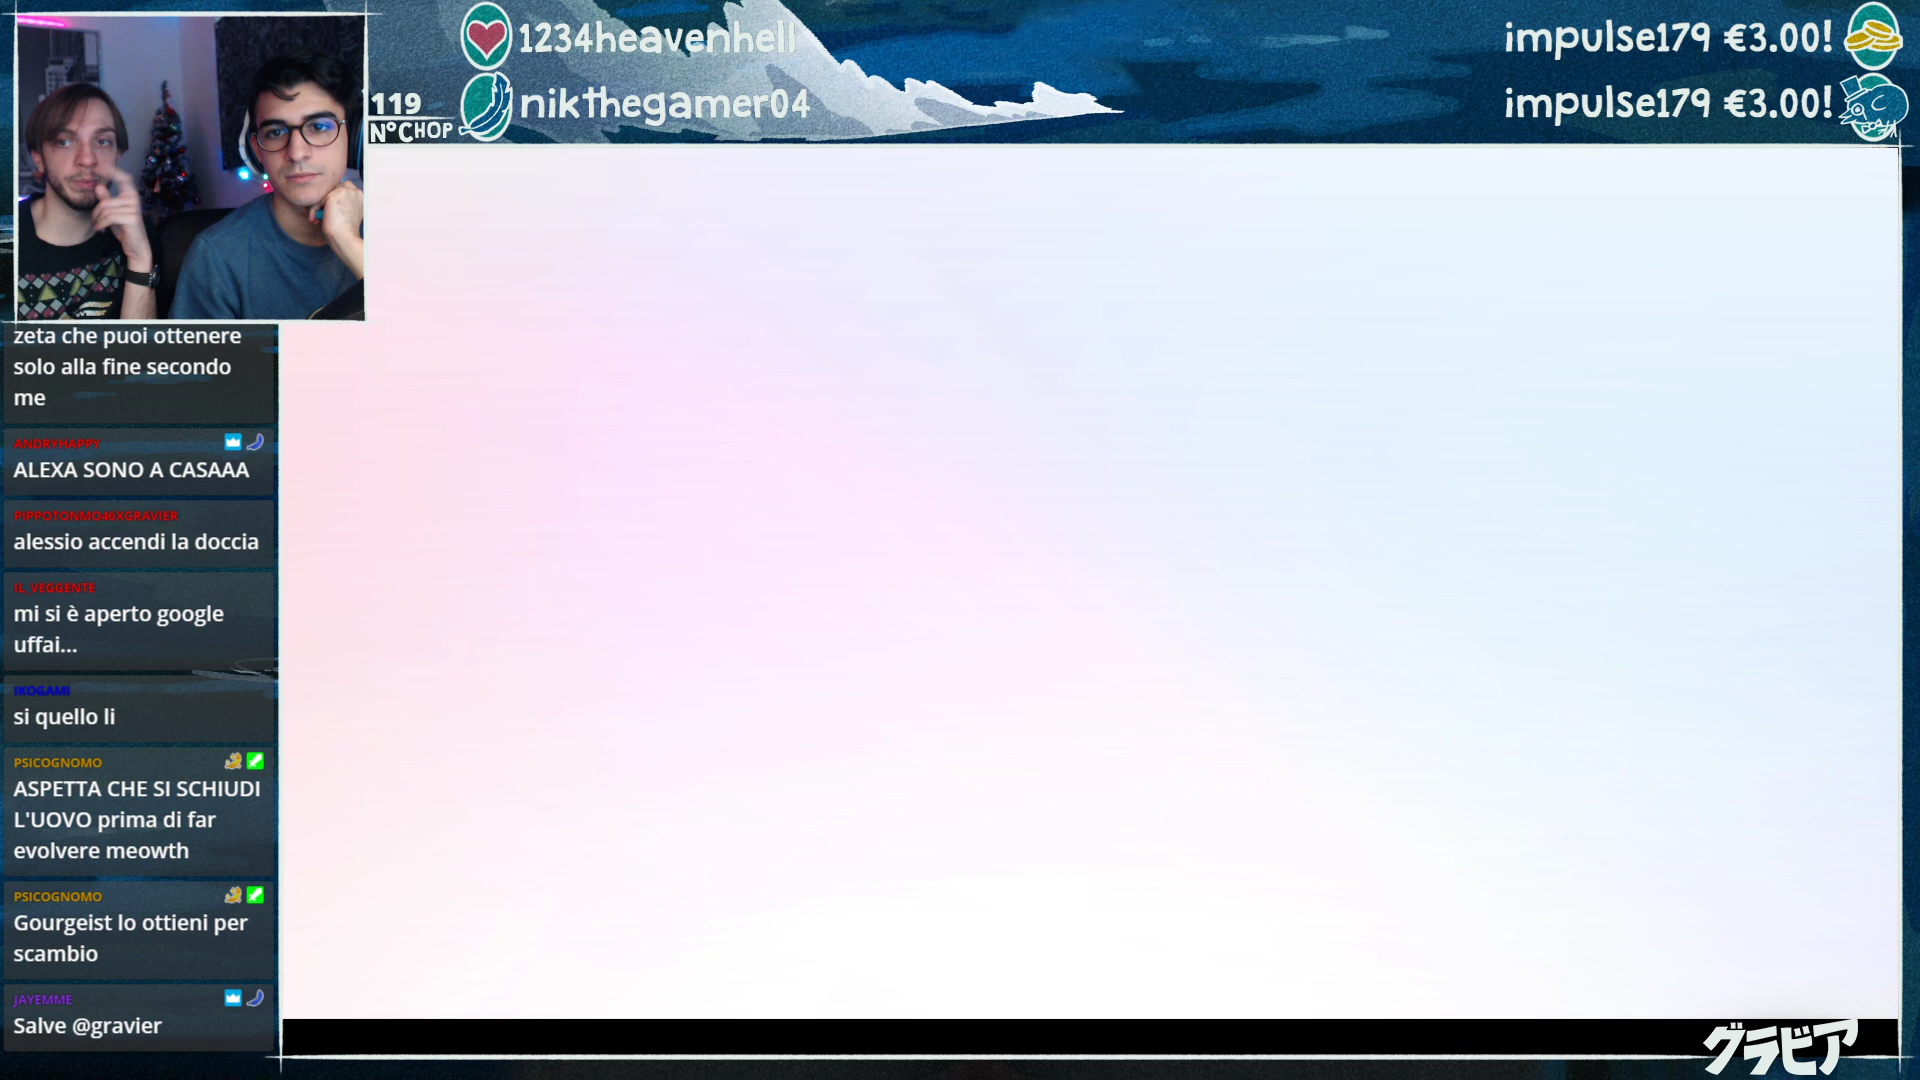 1234heavenhell
impulse179 €3.00!
119
N°CHOP
nikthegamer04
impulse179 €3.00!
zeta che puoi ottenere
solo alla fine secondo
me
ANDRYHAPPY
ALEXA SONO A CASAAA
PIPPOTONMO46XGRAVIER
alessio accendi la doccia
IL_VEGGENTE
mi si è aperto google
uffai...
IKOGAMI
si quello li
PSICOGNOMO
ASPETTA CHE SI SCHIUDI
L'UOVO prima di far
evolvere meowth
PSICOGNOMO
Gourgeist lo ottieni per
scambio
JAYEMME
Salve @gravier
グラビア